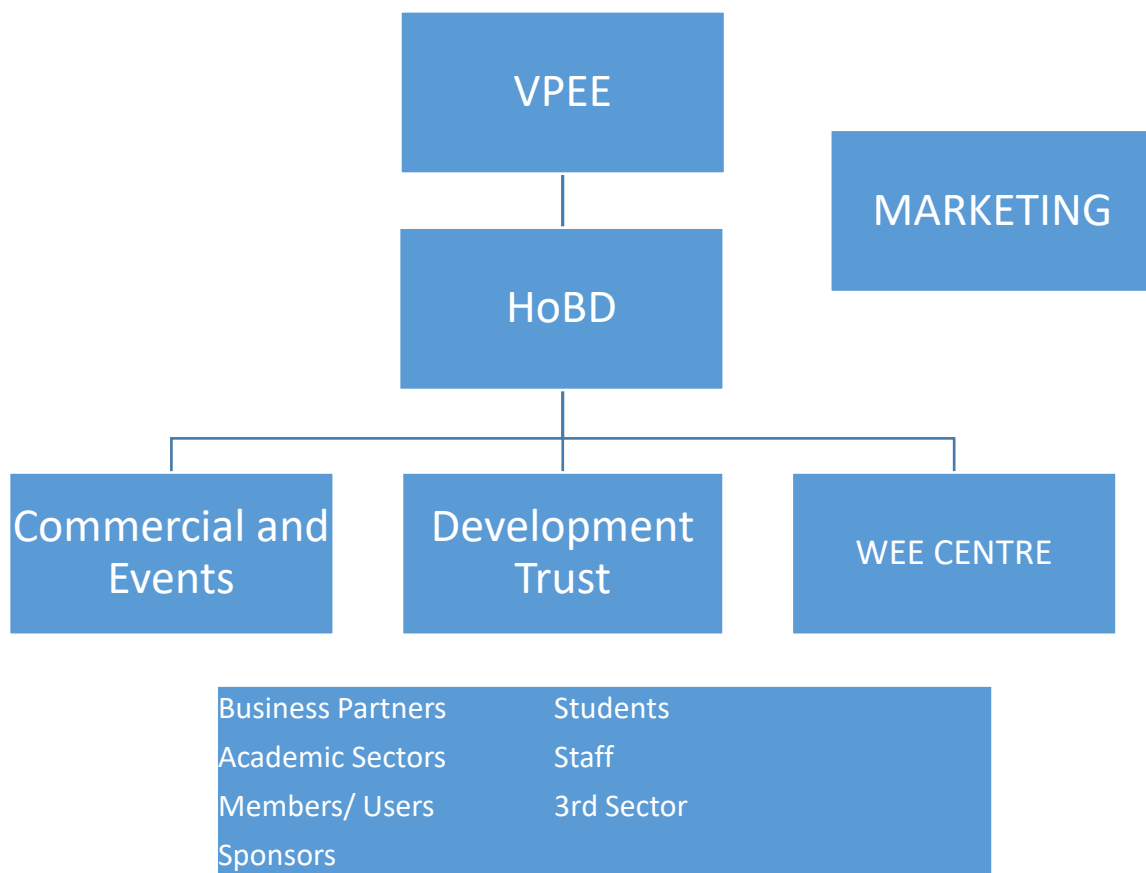 VPEE
MARKETING
HoBD
Commercial and
Events
Development
Trust
WEE CENTRE
Business Partners
Academic Sectors
Members/ Users
Sponsors
Students
Staff
3rd Sector